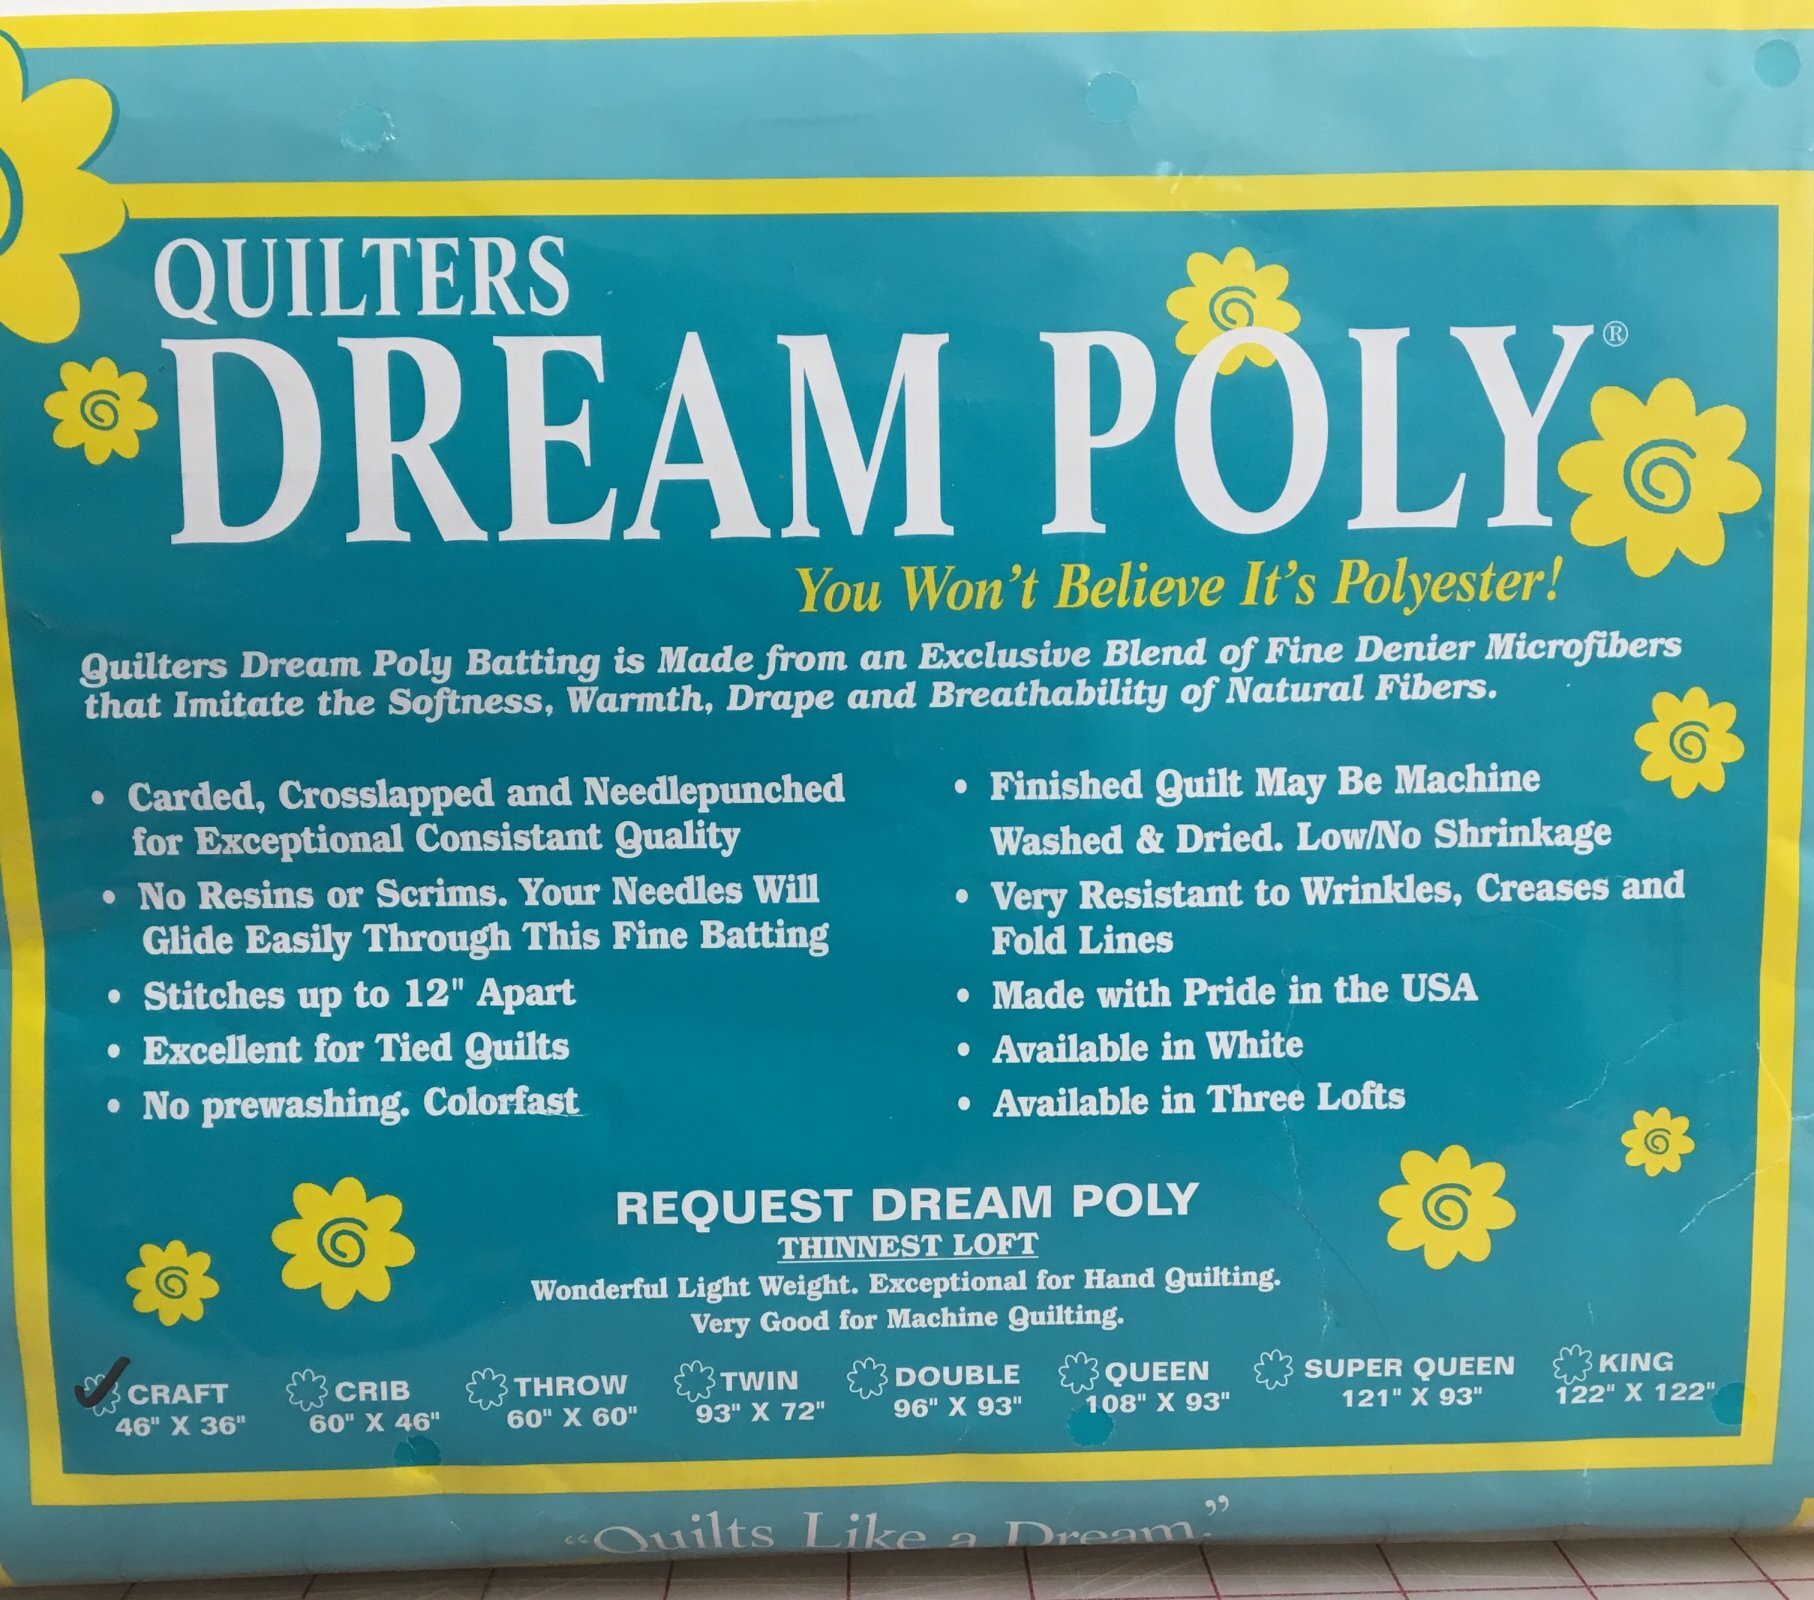 QUILTERS
DREAM POLY®
You Won't Believe It's Polyester!
Quilters Dream Poly Batting is Made from an Exclusive Blend of Fine Denier Microfibers
that Imitate the Softness, Warmth, Drape and Breathability of Natural Fibers.
• Carded, Crosslapped and Needlepunched
for Exceptional Consistant Quality
• No Resins or Scrims. Your Needles Will
Glide Easily Through This Fine Batting
• Stitches up to 12" Apart
• Excellent for Tied Quilts
• No prewashing. Colorfast
• Finished Quilt May Be Machine
Washed & Dried. Low/No Shrinkage
• Very Resistant to Wrinkles, Creases and
Fold Lines
• Made with Pride in the USA
• Available in White
• Available in Three Lofts
REQUEST DREAM POLY
THINNEST LOFT
Wonderful Light Weight. Exceptional for Hand Quilting.
Very Good for Machine Quilting.
CRAFT
46" X 36"
CRIB
60" X 46"
THROW
60" X 60"
TWIN
93" X 72"
DOUBLE
96" X 93"
QUEEN
108" X 93"
SUPER QUEEN
121" X 93"
KING
122" X 122"
"Quilts Like a Dream."